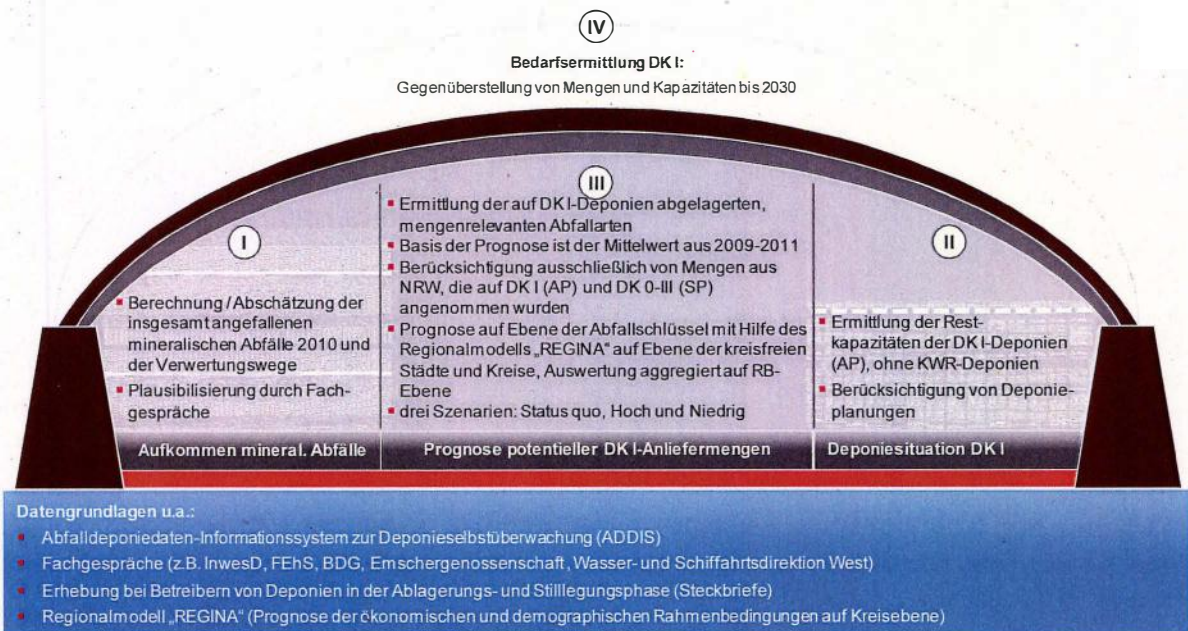 IV
Bedarfsermittlung DK I:
Gegenüberstellung von Mengen und Kapazitäten bis 2030
I
▪ Berechnung / Abschätzung der
insgesamt angefallenen
mineralischen Abfälle 2010 und
der Verwertungswege
▪ Plausibilisierung durch Fach-
gespräche
Aufkommen mineral. Abfälle
III
▪ Ermittlung der auf DK I-Deponien abgelagerten,
mengenrelevanten Abfallarten
▪ Basis der Prognose ist der Mittelwert aus 2009-2011
▪ Berücksichtigung ausschließlich von Mengen aus
NRW, die auf DK I (AP) und DK 0-III (SP)
angenommen wurden
▪ Prognose auf Ebene der Abfallschlüssel mit Hilfe des
Regionalmodells „REGINA“ auf Ebene der kreisfreien
Städte und Kreise, Auswertung aggregiert auf RB-
Ebene
▪ drei Szenarien: Status quo, Hoch und Niedrig
Prognose potentieller DK I-Anliefermengen
II
▪ Ermittlung der Rest-
kapazitäten der DK I-Deponien
(AP), ohne KWR-Deponien
▪ Berücksichtigung von Deponie-
planungen
Deponiesituation DK I
Datengrundlagen u.a.:
▪ Abfalldeponiedaten-Informationssystem zur Deponieselbstüberwachung (ADDIS)
▪ Fachgespräche (z.B. InwesD, FEhS, BDG, Emschergenossenschaft, Wasser- und Schiffahrtsdirektion West)
▪ Erhebung bei Betreibern von Deponien in der Ablagerungs- und Stilllegungsphase (Steckbriefe)
▪ Regionalmodell „REGINA“ (Prognose der ökonomischen und demographischen Rahmenbedingungen auf Kreisebene)